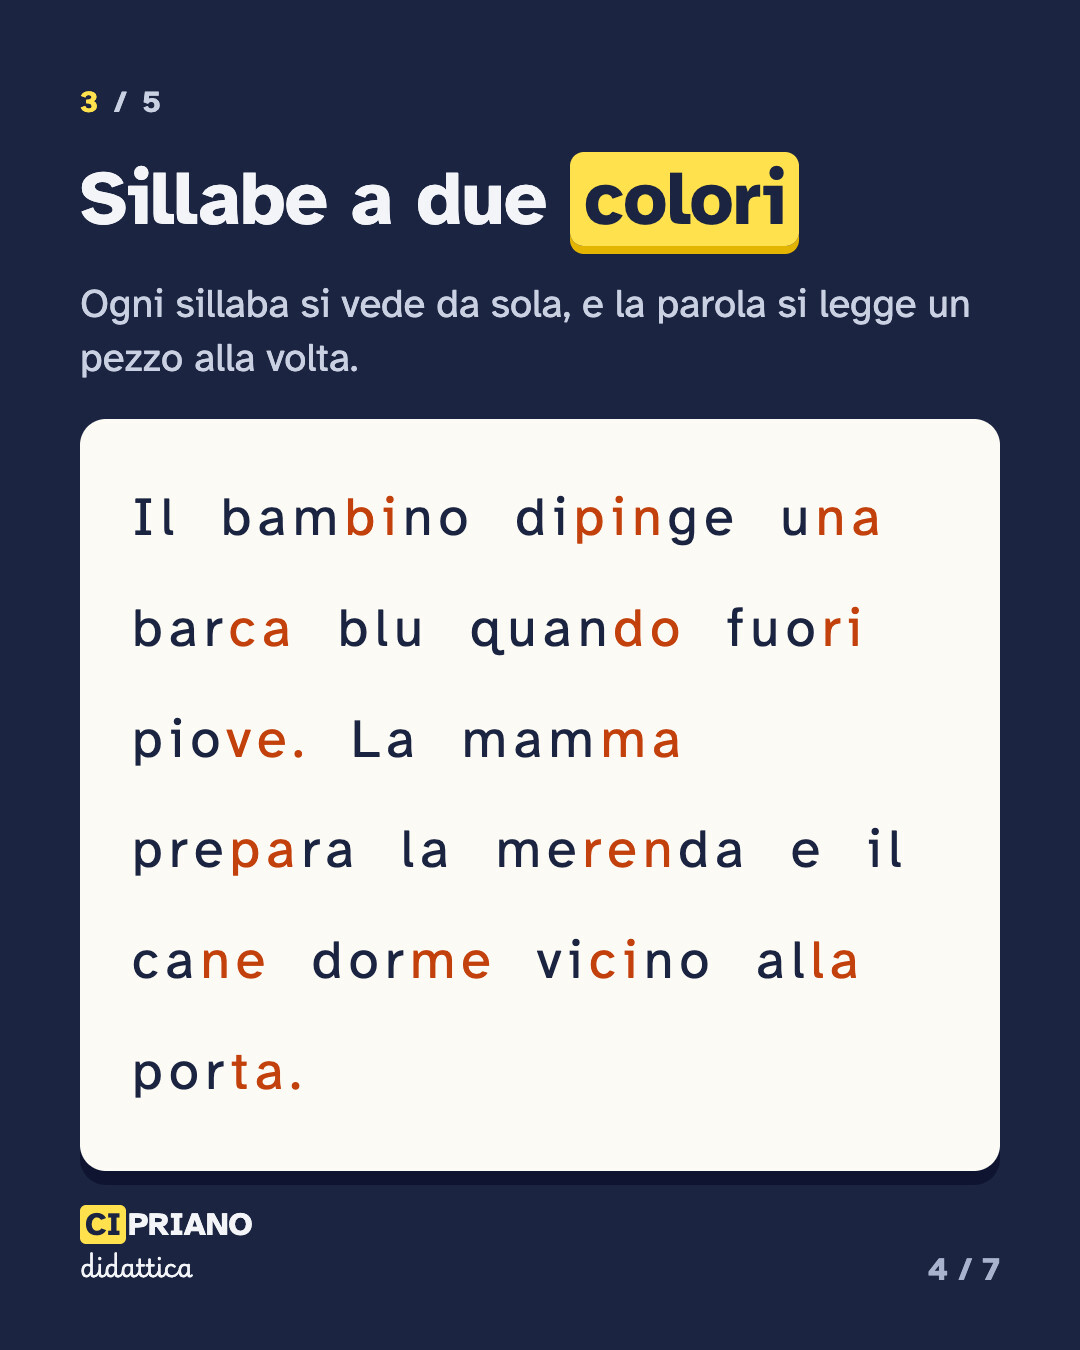 3 / 5
Sillabe a due colori
Ogni sillaba si vede da sola, e la parola si legge un
pezzo alla volta.
Il bambino dipinge una
barca blu quando fuori
piove. La mamma
prepara la merenda e il
cane dorme vicino alla
porta.
CIPRIANO
didattica
4 / 7